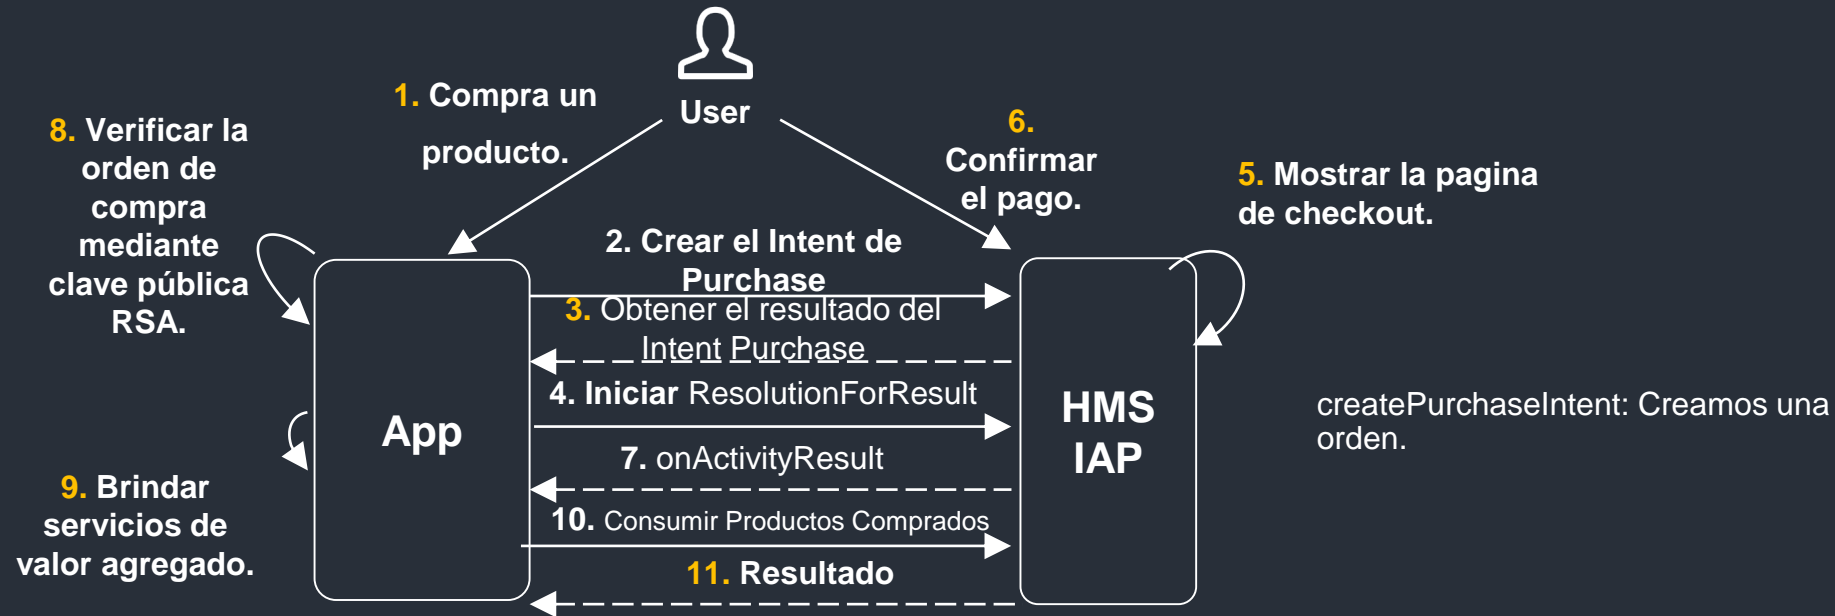 User
1. Compra un
producto.
8. Verificar la
orden de
compra
mediante
clave pública
RSA.
6.
Confirmar
el pago.
5. Mostrar la pagina
de checkout.
2. Crear el Intent de
Purchase
3. Obtener el resultado del
Intent Purchase
4. Iniciar ResolutionForResult
App
HMS
IAP
createPurchaseIntent: Creamos una
orden.
7. onActivityResult
9. Brindar
servicios de
valor agregado.
10. Consumir Productos Comprados
11. Resultado